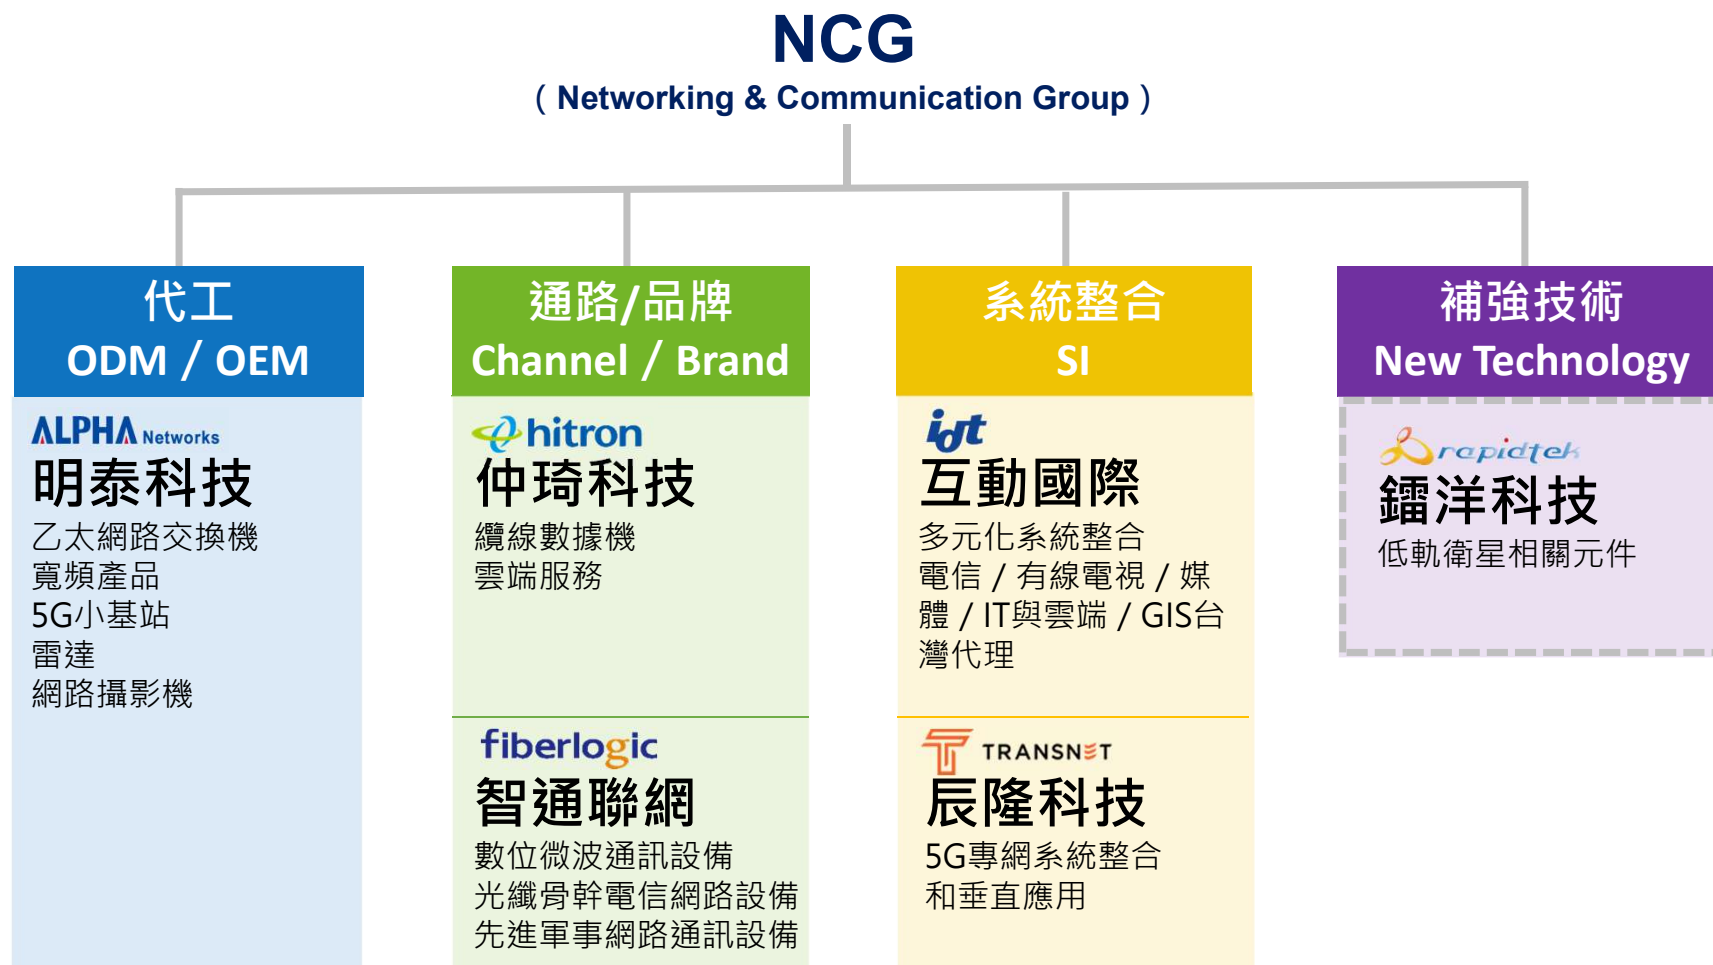 NCG
( Networking & Communication Group )
代工
ODM / OEM
ALPHA Networks
明泰科技
乙太網路交換機
寬頻產品
5G小基站
雷達
網路攝影機
通路/品牌
Channel / Brand
hitron
仲琦科技
纜線數據機
雲端服務
fiberlogic
智通聯網
數位微波通訊設備
光纖骨幹電信網路設備
先進軍事網路通訊設備
系統整合
SI
idt
互動國際
多元化系統整合
電信 / 有線電視 / 媒
體 / IT與雲端 / GIS台
灣代理
TRANSNET
辰隆科技
5G專網系統整合
和垂直應用
補強技術
New Technology
rapidtek
鐳洋科技
低軌衛星相關元件